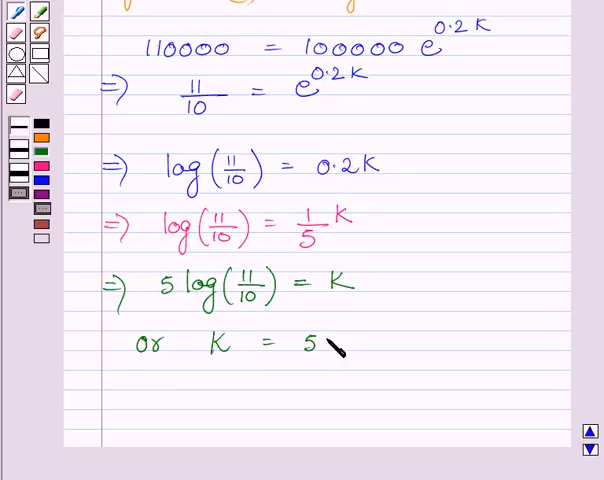 110000 = 100000 e^0.2K
⇒ 11/10 = e^0.2K
⇒ log(11/10) = 0.2K
⇒ log(11/10) = 1/5 K
⇒ 5 log(11/10) = K
or K = 5